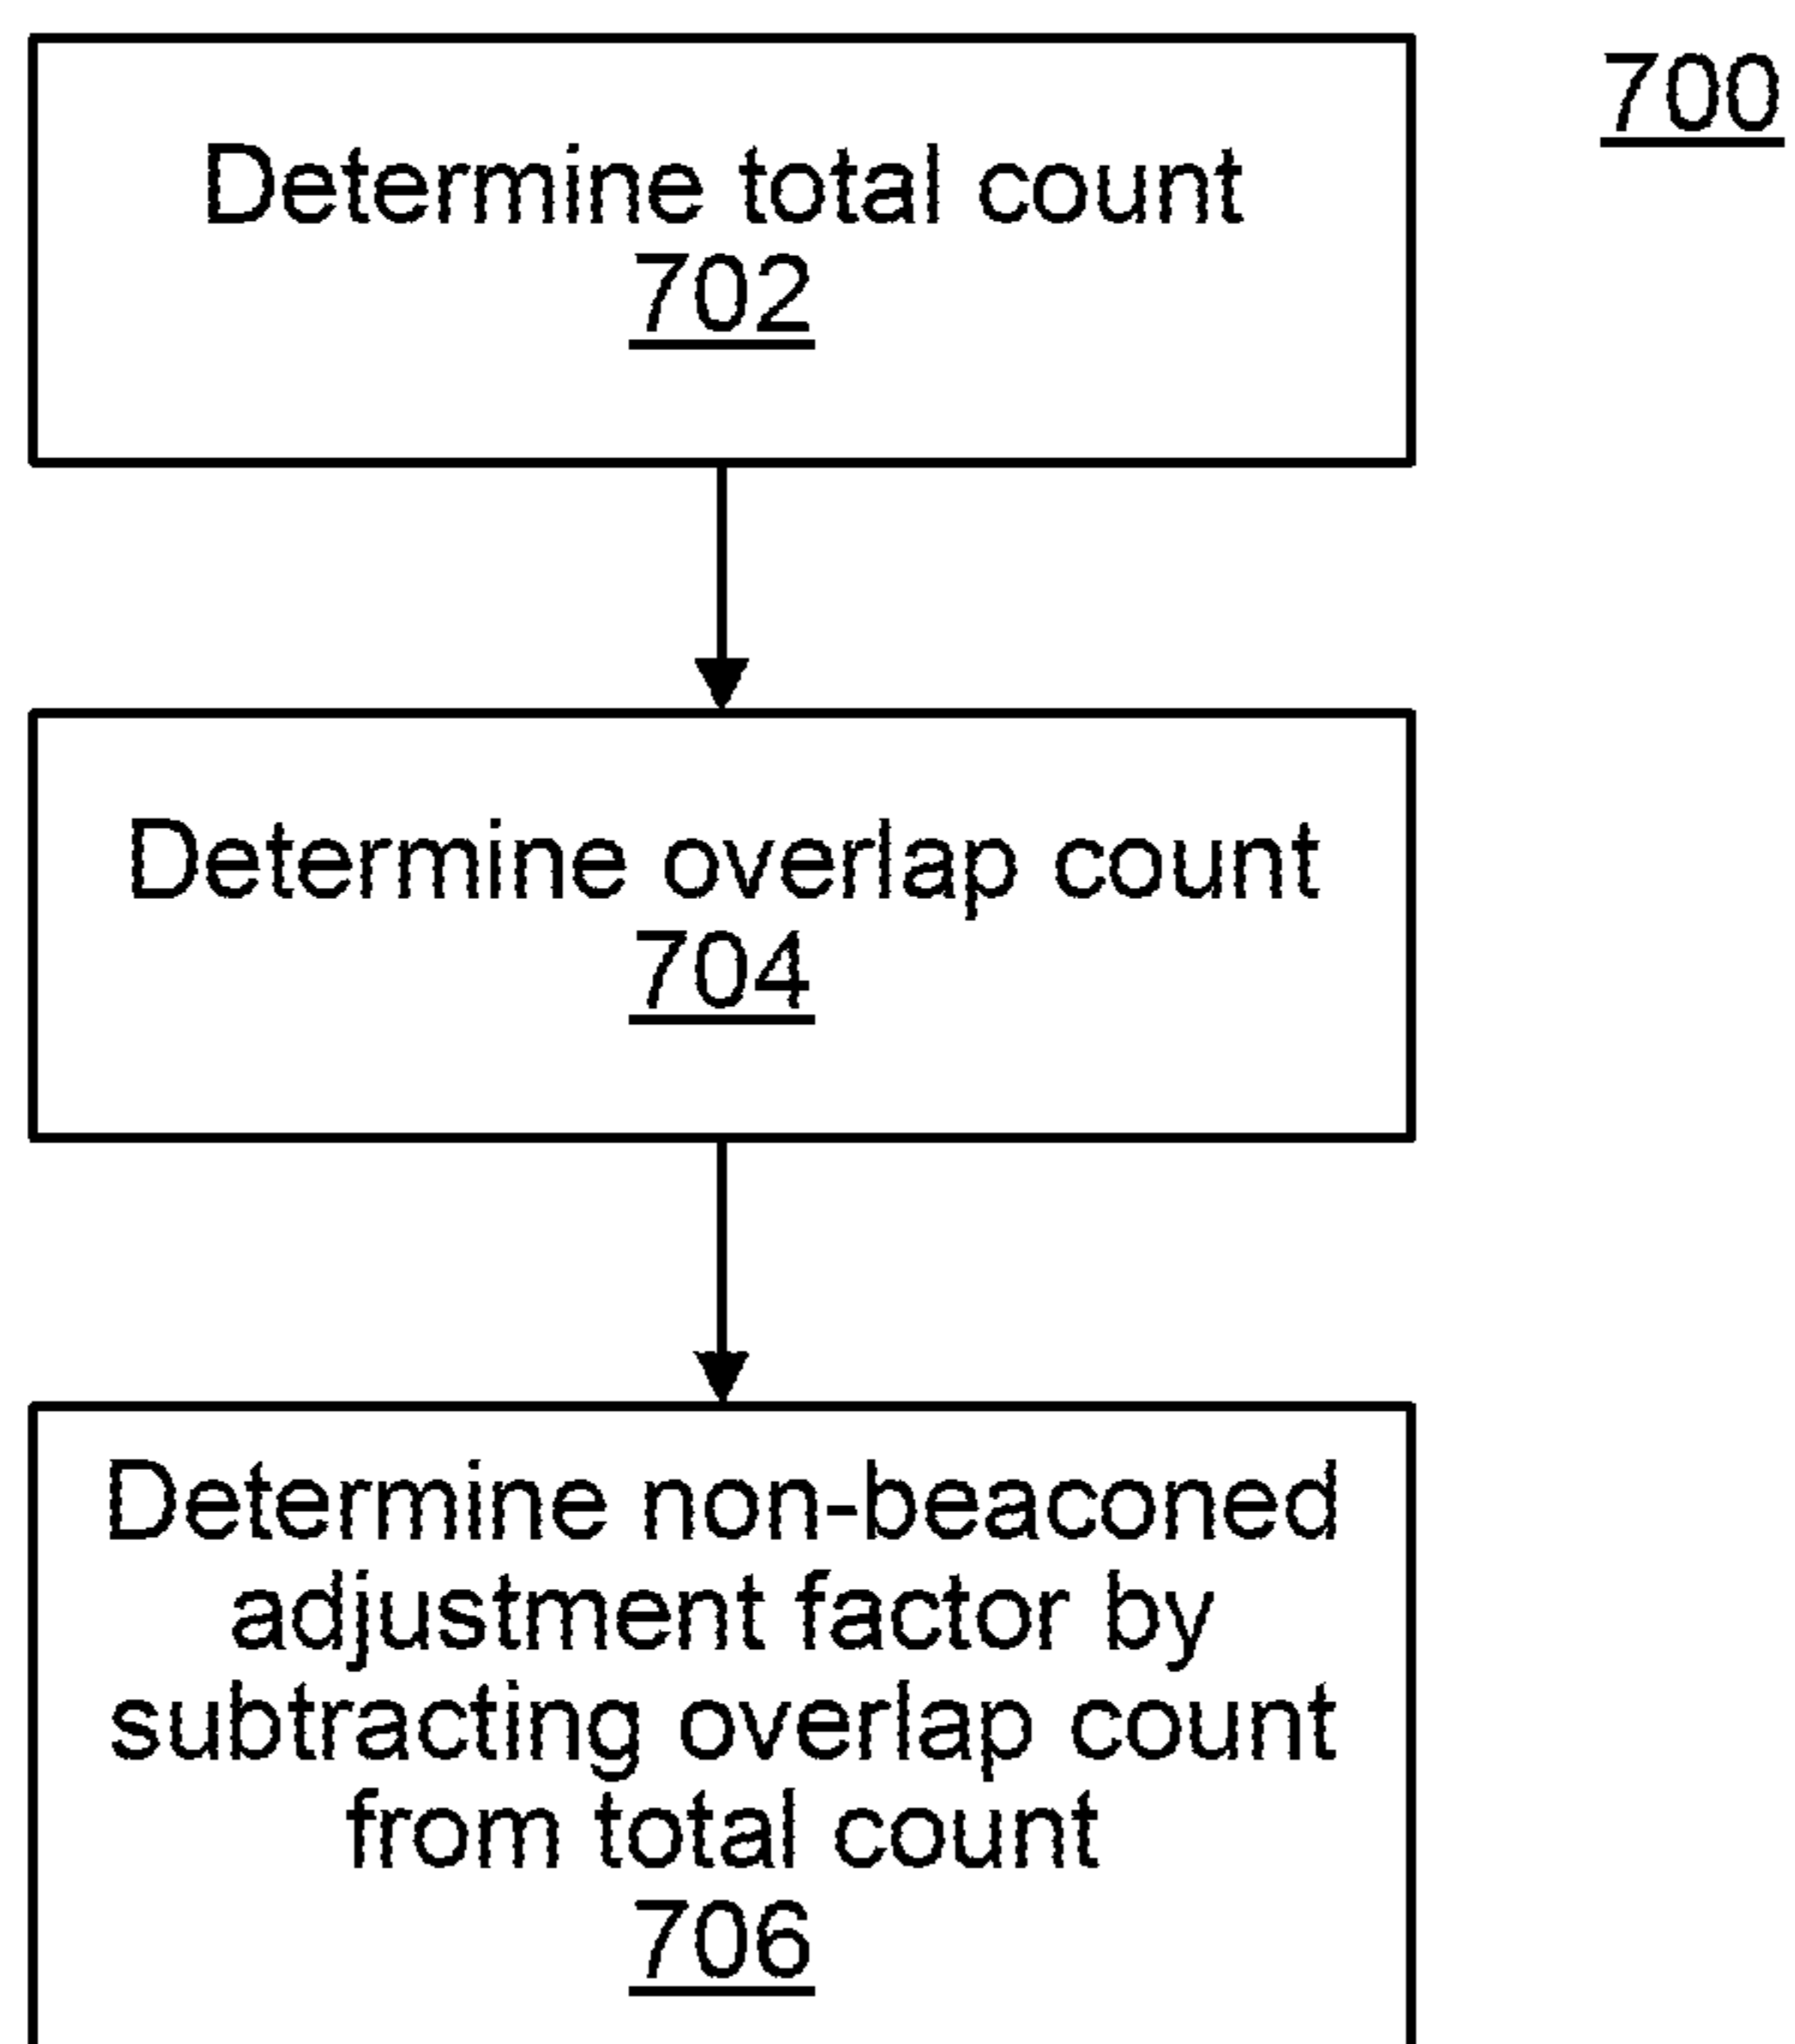 700
Determine total count
702
Determine overlap count
704
Determine non-beaconed
adjustment factor by
subtracting overlap count
from total count
706